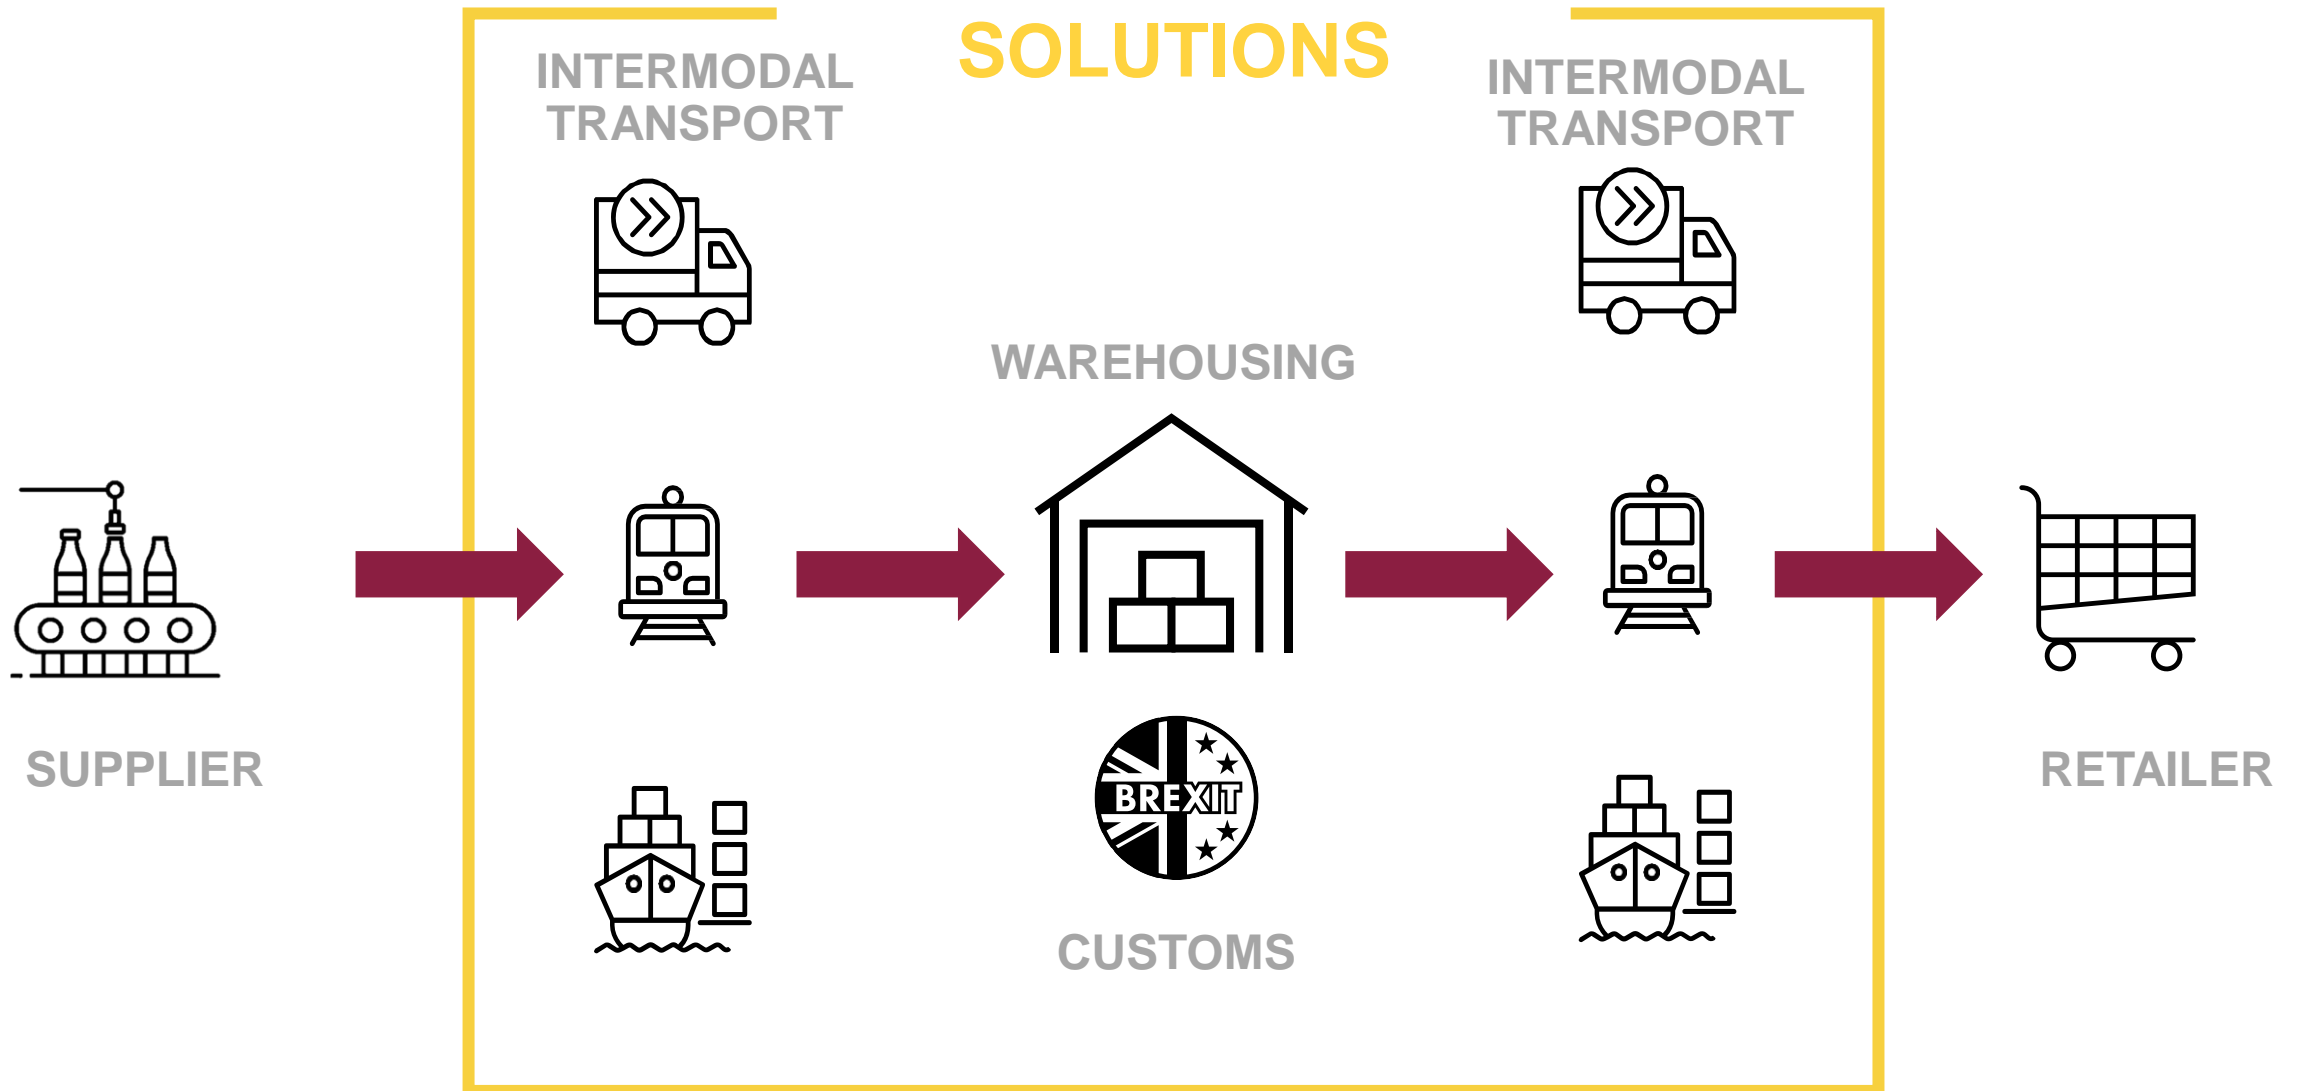 SOLUTIONS
INTERMODAL
TRANSPORT
INTERMODAL
TRANSPORT
WAREHOUSING
SUPPLIER
BREXIT
RETAILER
CUSTOMS